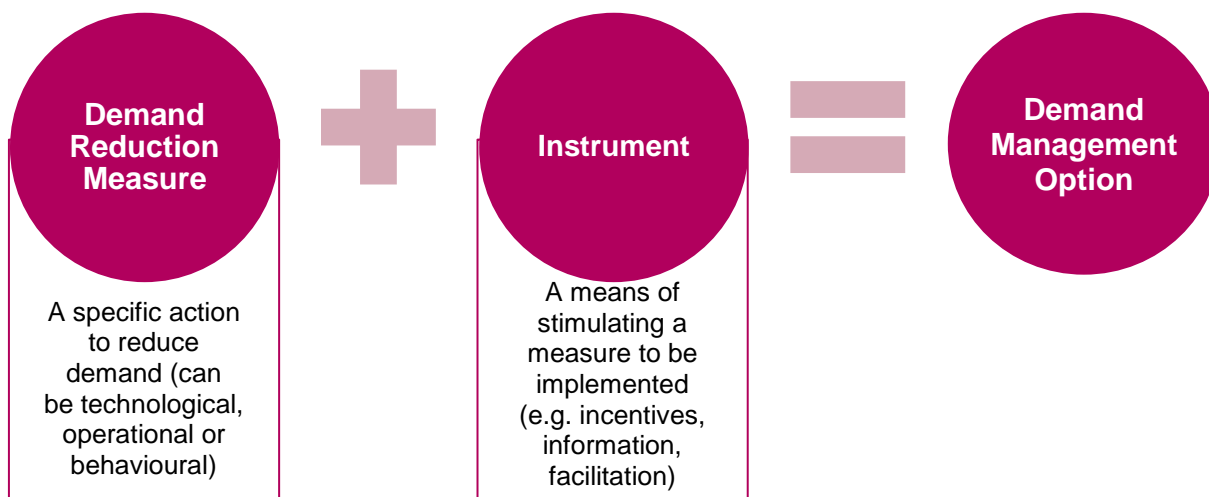 Demand
Reduction
Measure
Instrument
Demand
Management
Option
A specific action
to reduce
demand (can
be technological,
operational or
behavioural)
A means of
stimulating a
measure to be
implemented
(e.g. incentives,
information,
facilitation)